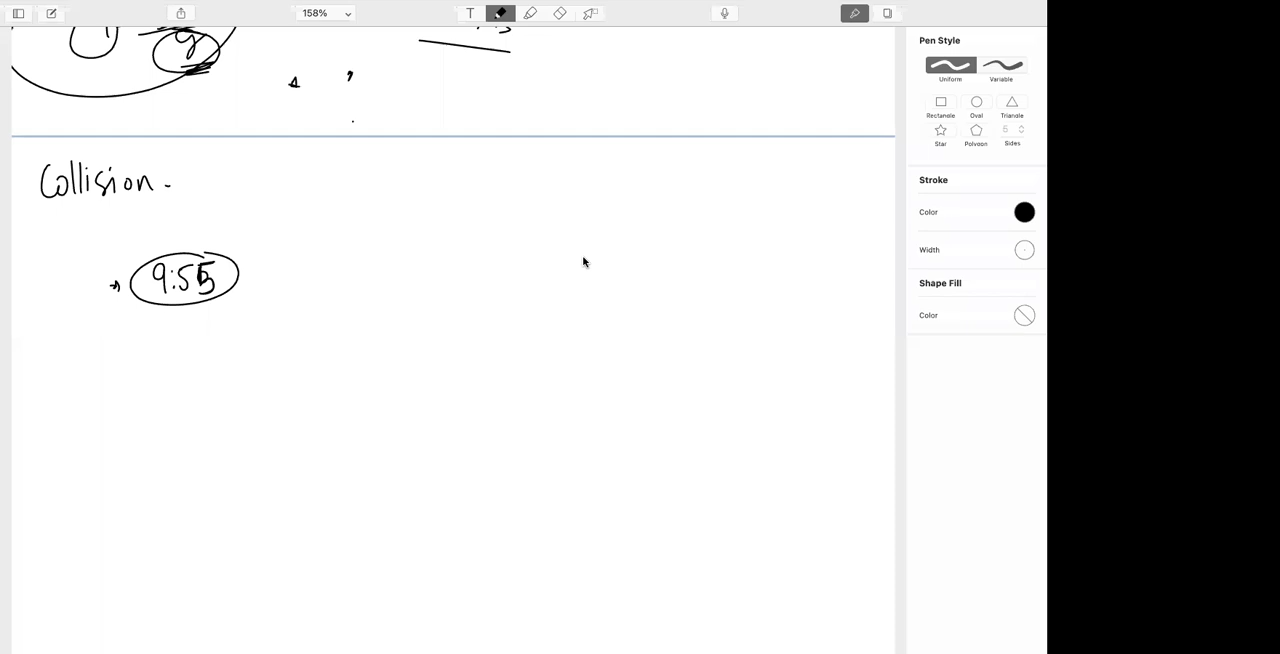 158%
T
Pen Style
Uniform
Variable
Rectangle
Oval
Triangle
Star
Polygon
5
Sides
Stroke
Color
Width
Shape Fill
Color
g
Collision.
9:55